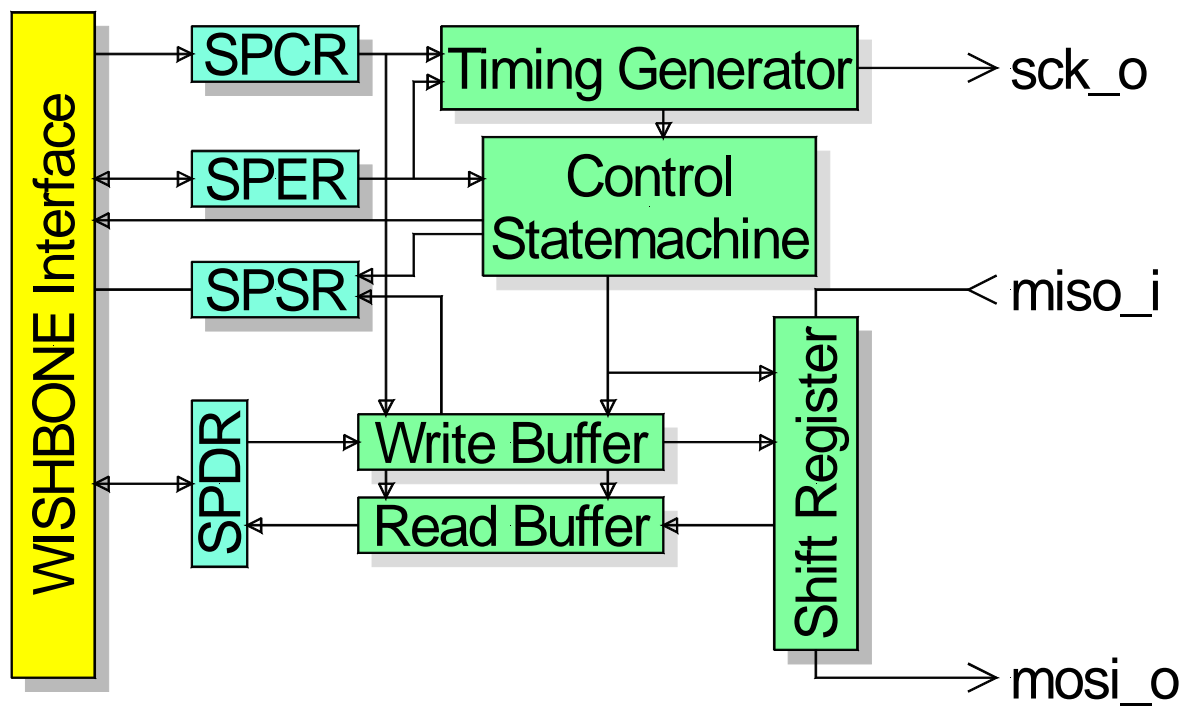 WISHBONE Interface
SPCR
Timing Generator
sck_o
SPER
Control
Statemachine
SPSR
miso_i
SPDR
Write Buffer
Read Buffer
Shift Register
mosi_o